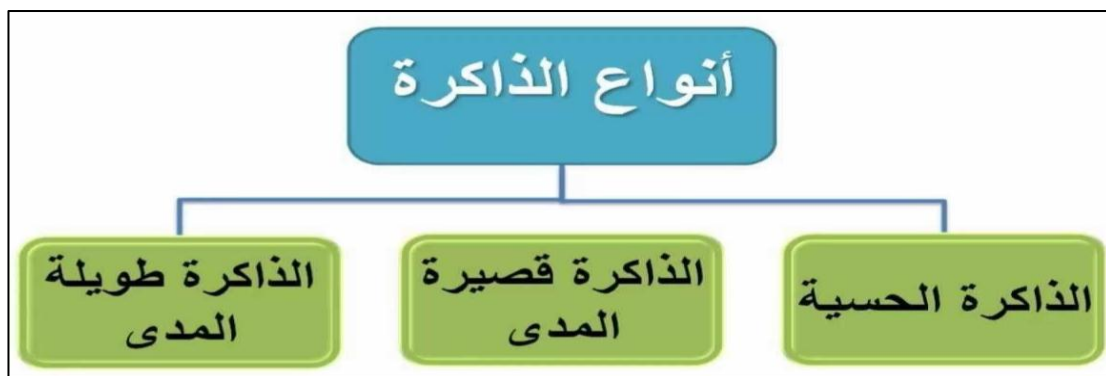 أنواع الذاكرة
الذاكرة الحسية
الذاكرة قصيرة
المدى
الذاكرة طويلة
المدى